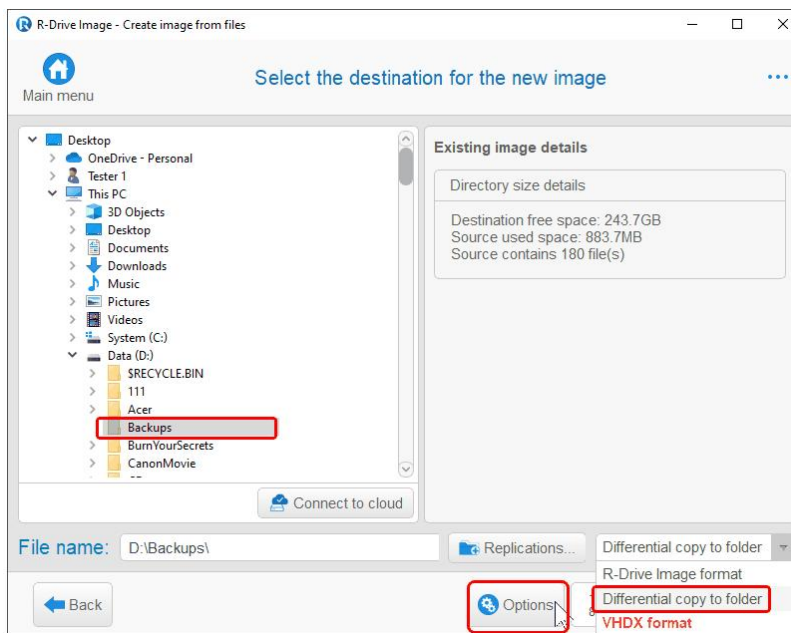 R-Drive Image - Create image from files
Main menu
Select the destination for the new image
Desktop
OneDrive - Personal
Tester 1
This PC
3D Objects
Desktop
Documents
Downloads
Music
Pictures
Videos
System (C:)
Data (D:)
$RECYCLE.BIN
111
Acer
Backups
BurnYourSecrets
CanonMovie
Connect to cloud
Existing image details
Directory size details
Destination free space: 243.7GB
Source used space: 883.7MB
Source contains 180 file(s)
File name: D:\Backups\
Replications...
Differential copy to folder
R-Drive Image format
Differential copy to folder
VHDX format
Back
Options